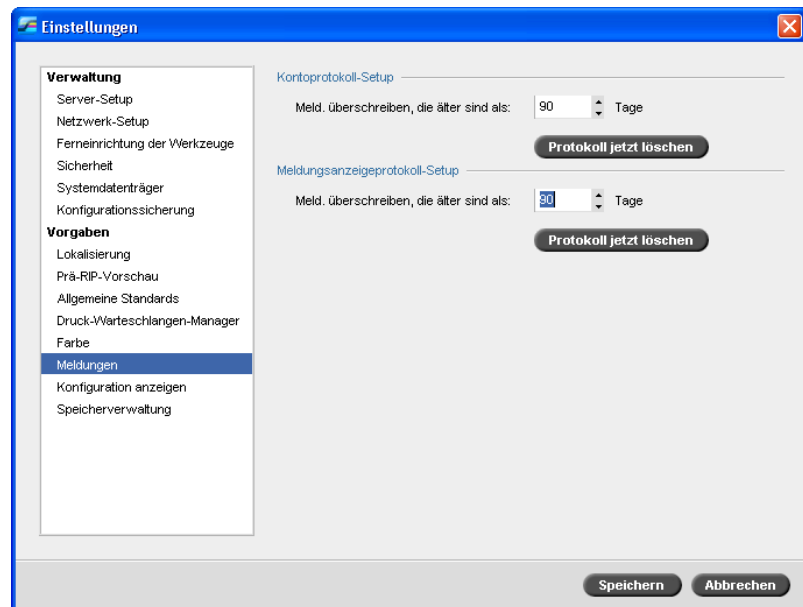 Einstellungen
Verwaltung
Server-Setup
Netzwerk-Setup
Ferneinrichtung der Werkzeuge
Sicherheit
Systemdatenträger
Konfigurationssicherung
Vorgaben
Lokalisierung
Prä-RIP-Vorschau
Allgemeine Standards
Druck-Warteschlangen-Manager
Farbe
Meldungen
Konfiguration anzeigen
Speicherverwaltung
Kontoprotokoll-Setup
Meld. überschreiben, die älter sind als: 90 Tage
Protokoll jetzt löschen
Meldungsanzeigeprotokoll-Setup
Meld. überschreiben, die älter sind als: 90 Tage
Protokoll jetzt löschen
Speichern Abbrechen